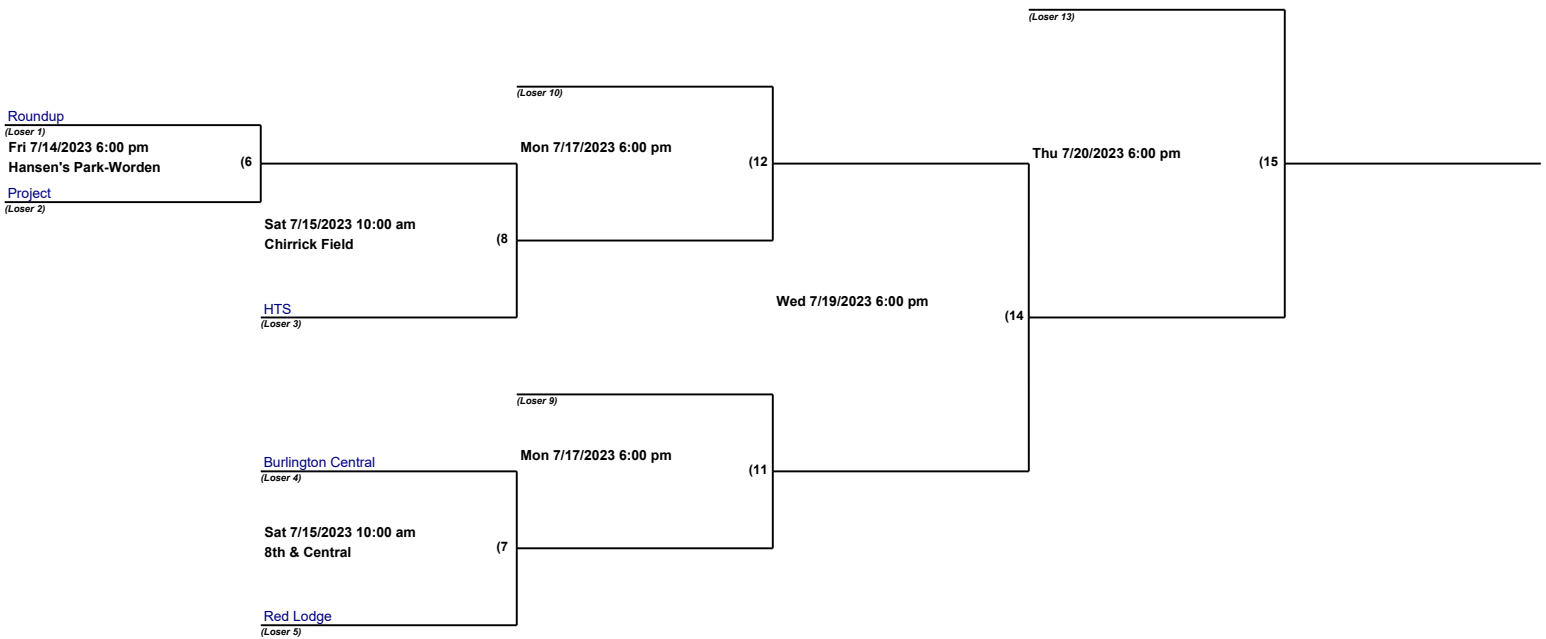 (Loser 13)
(Loser 10)
Roundup
(Loser 1)
Fri 7/14/2023 6:00 pm
Hansen's Park-Worden
(6
Project
(Loser 2)
Mon 7/17/2023 6:00 pm
(12
Thu 7/20/2023 6:00 pm
(15
Sat 7/15/2023 10:00 am
Chirrick Field
(8
HTS
(Loser 3)
Wed 7/19/2023 6:00 pm
(14
(Loser 9)
Mon 7/17/2023 6:00 pm
(11
Burlington Central
(Loser 4)
Sat 7/15/2023 10:00 am
8th & Central
(7
Red Lodge
(Loser 5)